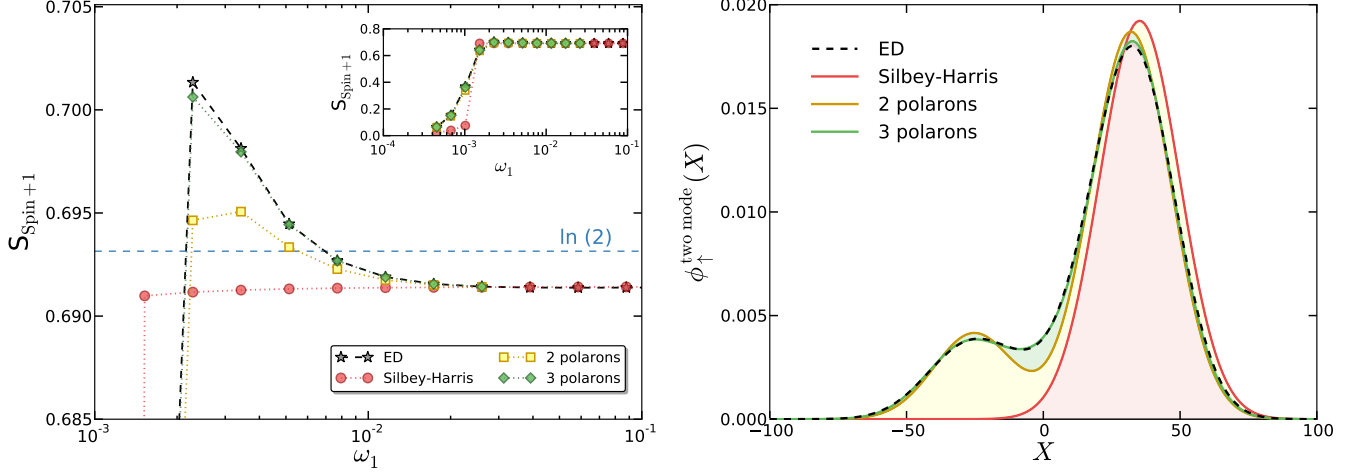 0.705
0.700
0.695
0.690
0.685
S_{Spin+1}
10^{-3}
10^{-2}
10^{-1}
ω_1
ln (2)
ED
Silbey-Harris
2 polarons
3 polarons
0.8
0.6
0.4
0.2
0.0
S_{Spin+1}
10^{-4}
10^{-3}
10^{-2}
10^{-1}
ω_1
0.020
0.015
0.010
0.005
0.000
ϕ_↑^{two mode}(X)
−100
−50
0
50
100
X
ED
Silbey-Harris
2 polarons
3 polarons